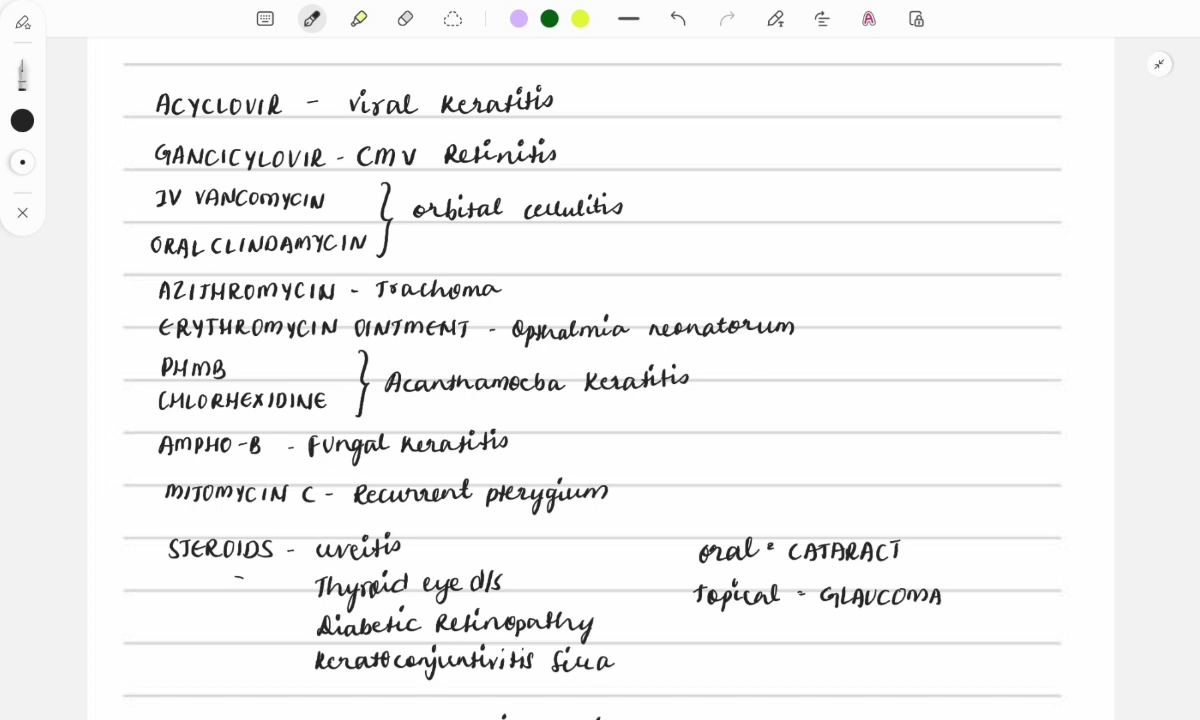 ACYCLOVIR - Viral Keratitis
GANCICYLOVIR - CMV Retinitis
IV VANCOMYCIN
} orbital cellulitis
ORAL CLINDAMYCIN
AZITHROMYCIN - Trachoma
ERYTHROMYCIN OINTMENT - Opthalmia neonatorum
PHMB
} Acanthamoeba Keratitis
CHLORHEXIDINE
AMPHO-B - Fungal Keratitis
MITOMYCIN C - Recurrent pterygium
STEROIDS - uveitis oral = CATARACT
Thyroid eye d/s topical = GLAUCOMA
Diabetic Retinopathy
Keratoconjuntivitis Sicca